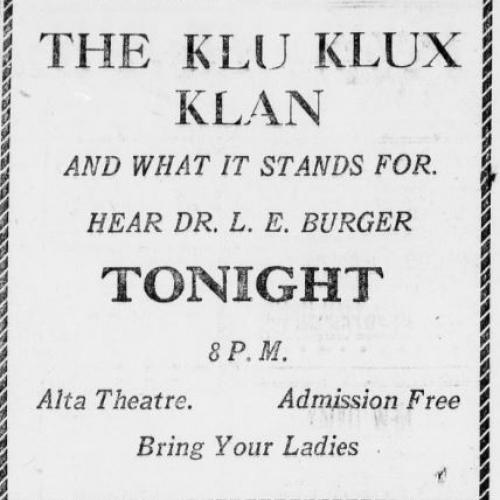 THE KLU KLUX
KLAN
AND WHAT IT STANDS FOR.
HEAR DR. L. E. BURGER
TONIGHT
8 P. M.
Alta Theatre. Admission Free
Bring Your Ladies